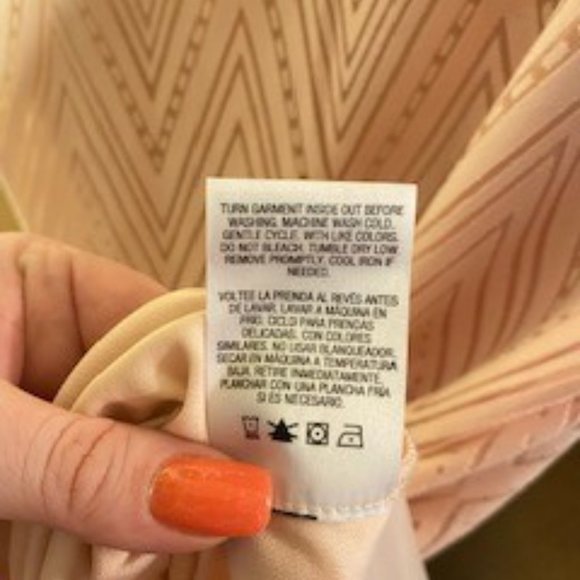 TURN GARMENT INSIDE OUT BEFORE
WASHING. MACHINE WASH COLD.
GENTLE CYCLE. WITH LIKE COLORS.
DO NOT BLEACH. TUMBLE DRY LOW.
REMOVE PROMPTLY. COOL IRON IF
NEEDED.
VOLTEE LA PRENDA AL REVÉS ANTES
DE LAVAR. LAVAR A MÁQUINA EN
FRIO. CICLO PARA PRENDAS
DELICADAS. CON COLORES
SIMILARES. NO USAR BLANQUEADOR.
SECAR EN MÁQUINA A TEMPERATURA
BAJA. RETIRE INMEDIATAMENTE.
PLANCHAR CON UNA PLANCHA FRÍA
SI ES NECESARIO.